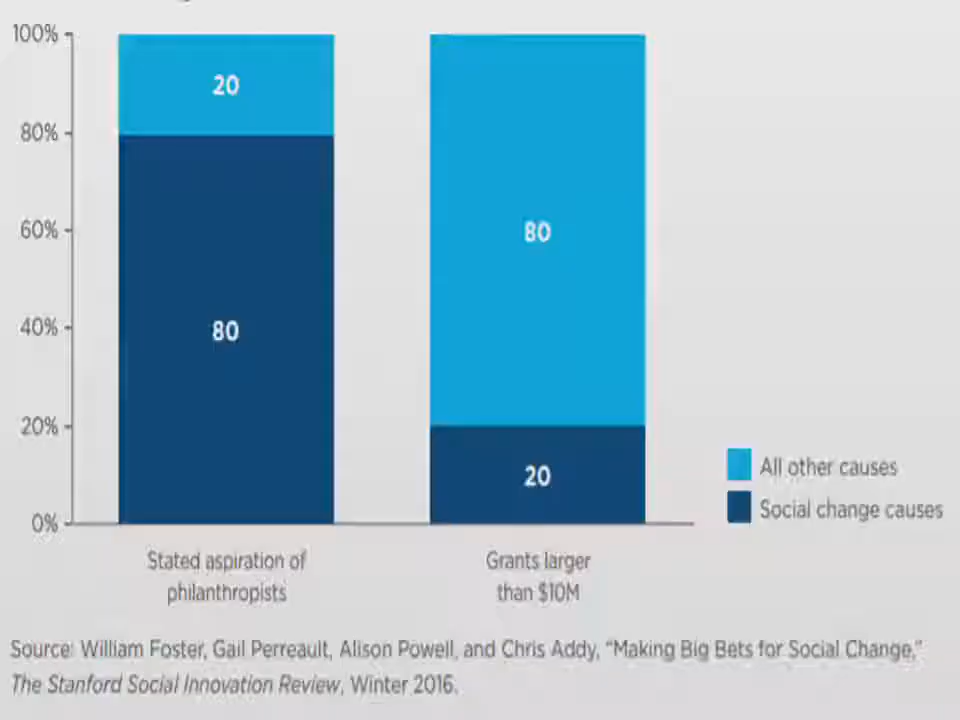 100%
80%
60%
40%
20%
0%
20
80
80
20
All other causes
Social change causes
Stated aspiration of
philanthropists
Grants larger
than $10M
Source: William Foster, Gail Perreault, Alison Powell, and Chris Addy, “Making Big Bets for Social Change,”
The Stanford Social Innovation Review, Winter 2016.